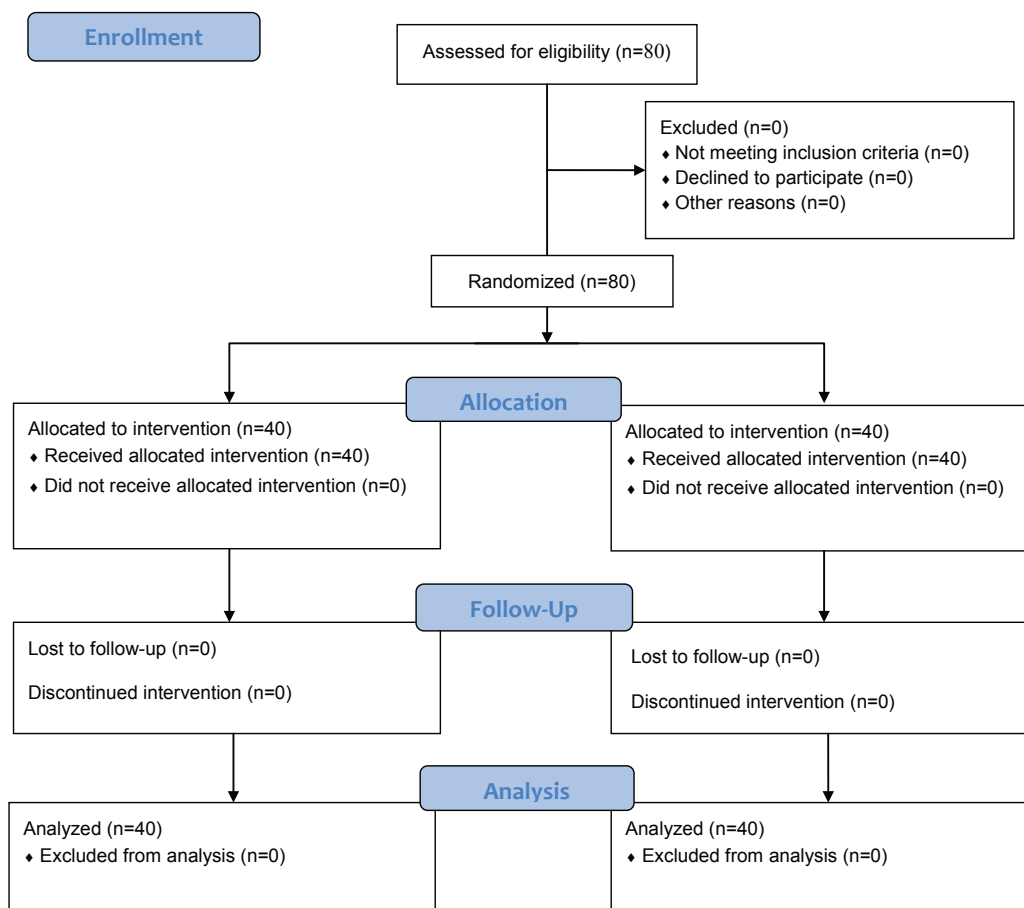 Enrollment
Assessed for eligibility (n=80)
Excluded (n=0)
♦ Not meeting inclusion criteria (n=0)
♦ Declined to participate (n=0)
♦ Other reasons (n=0)
Randomized (n=80)
Allocation
Allocated to intervention (n=40)
♦ Received allocated intervention (n=40)
♦ Did not receive allocated intervention (n=0)
Allocated to intervention (n=40)
♦ Received allocated intervention (n=40)
♦ Did not receive allocated intervention (n=0)
Follow-Up
Lost to follow-up (n=0)
Discontinued intervention (n=0)
Lost to follow-up (n=0)
Discontinued intervention (n=0)
Analysis
Analyzed (n=40)
♦ Excluded from analysis (n=0)
Analyzed (n=40)
♦ Excluded from analysis (n=0)